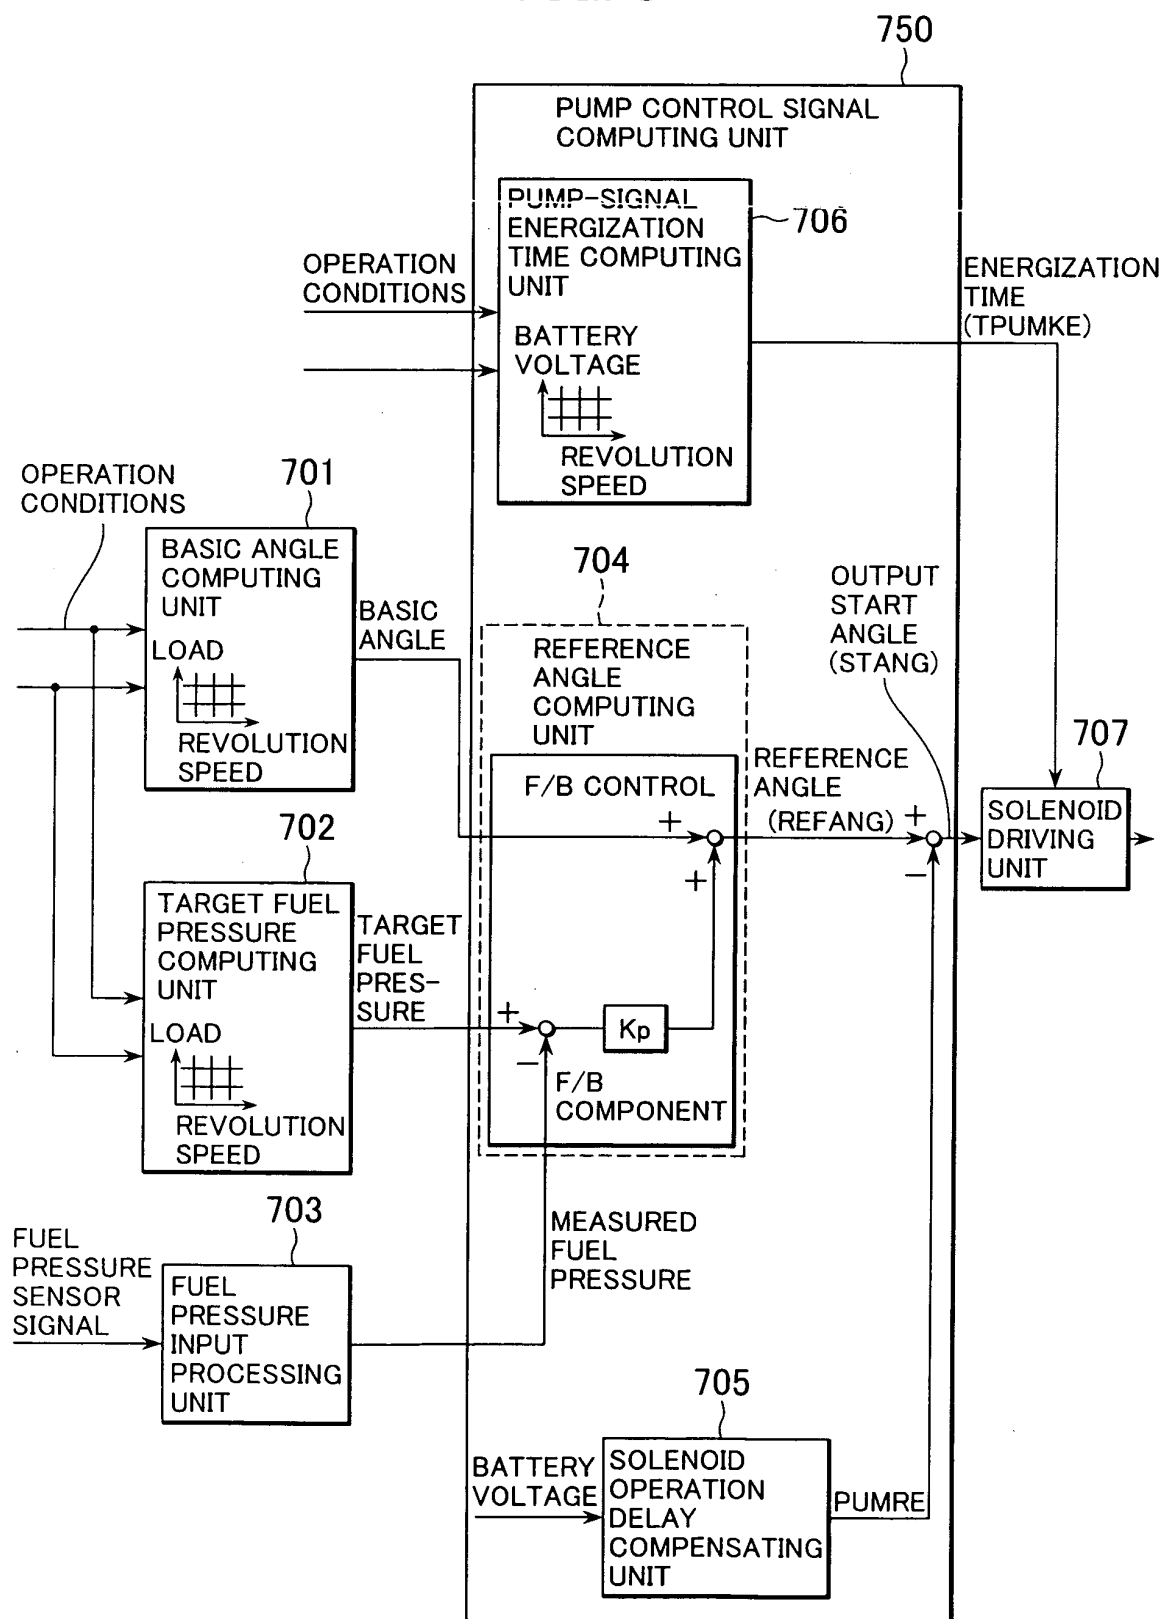 750
PUMP CONTROL SIGNAL
COMPUTING UNIT
PUMP-SIGNAL
ENERGIZATION
TIME COMPUTING
UNIT
706
OPERATION
CONDITIONS
BATTERY
VOLTAGE
REVOLUTION
SPEED
ENERGIZATION
TIME
(TPUMKE)
OPERATION
CONDITIONS
701
BASIC ANGLE
COMPUTING
UNIT
LOAD
REVOLUTION
SPEED
BASIC
ANGLE
704
REFERENCE
ANGLE
COMPUTING
UNIT
OUTPUT
START
ANGLE
(STANG)
F/B CONTROL
REFERENCE
ANGLE
(REFANG)
+
+
+
−
707
SOLENOID
DRIVING
UNIT
702
TARGET FUEL
PRESSURE
COMPUTING
UNIT
LOAD
REVOLUTION
SPEED
TARGET
FUEL
PRES-
SURE
+
−
Kp
F/B
COMPONENT
703
FUEL
PRESSURE
SENSOR
SIGNAL
FUEL
PRESSURE
INPUT
PROCESSING
UNIT
MEASURED
FUEL
PRESSURE
705
BATTERY
VOLTAGE
SOLENOID
OPERATION
DELAY
COMPENSATING
UNIT
PUMRE